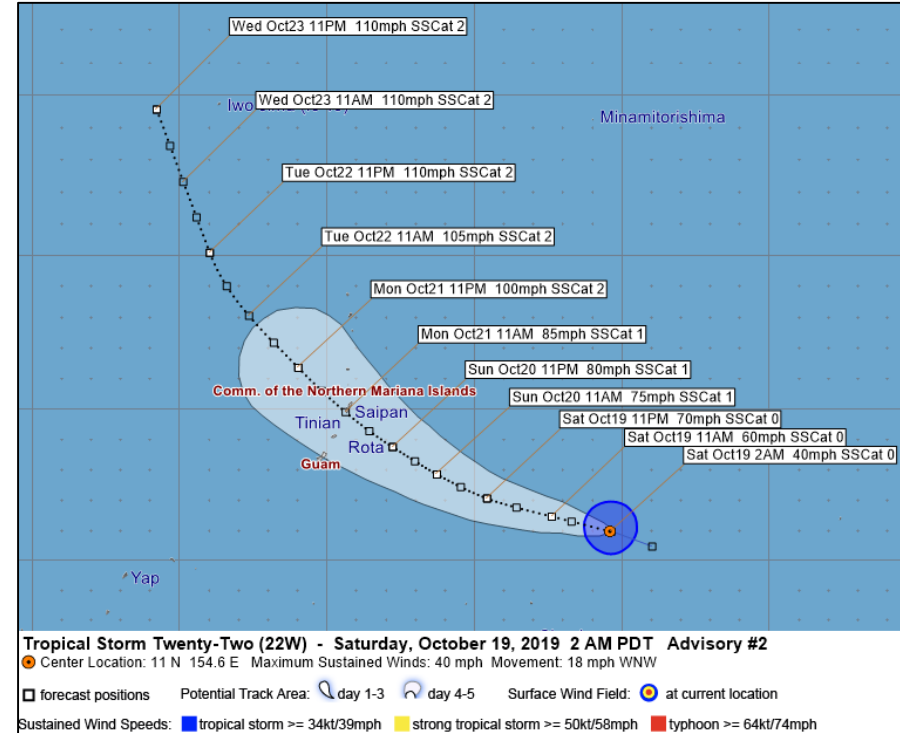 Wed Oct23 11PM 110mph SSCat 2
Wed Oct23 11AM 110mph SSCat 2
Minamitorishima
Tue Oct22 11PM 110mph SSCat 2
Tue Oct22 11AM 105mph SSCat 2
Mon Oct21 11PM 100mph SSCat 2
Mon Oct21 11AM 85mph SSCat 1
Sun Oct20 11PM 80mph SSCat 1
Comm. of the Northern Mariana Islands
Sun Oct20 11AM 75mph SSCat 1
Saipan
Tinian
Sat Oct19 11PM 70mph SSCat 0
Sat Oct19 11AM 60mph SSCat 0
Rota
Sat Oct19 2AM 40mph SSCat 0
Guam
Yap
Tropical Storm Twenty-Two (22W) - Saturday, October 19, 2019 2 AM PDT Advisory #2
Center Location: 11 N 154.6 E Maximum Sustained Winds: 40 mph Movement: 18 mph WNW
forecast positions Potential Track Area: day 1-3 day 4-5 Surface Wind Field: at current location
Sustained Wind Speeds: tropical storm >= 34kt/39mph strong tropical storm >= 50kt/58mph typhoon >= 64kt/74mph